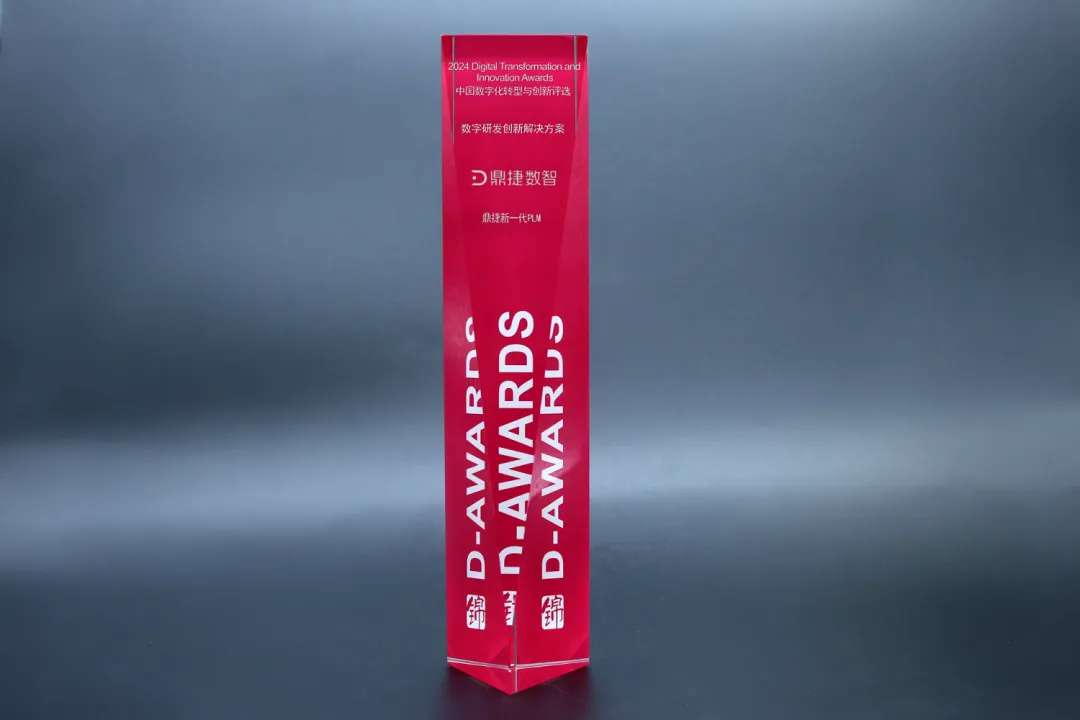 2024 Digital Transformation and
Innovation Awards
中国数字化转型与创新评选
数字研发创新解决方案
鼎捷数智
鼎捷新一代PLM
D-AWARDS
D-AWARDS
D-AWARDS
锦
锦